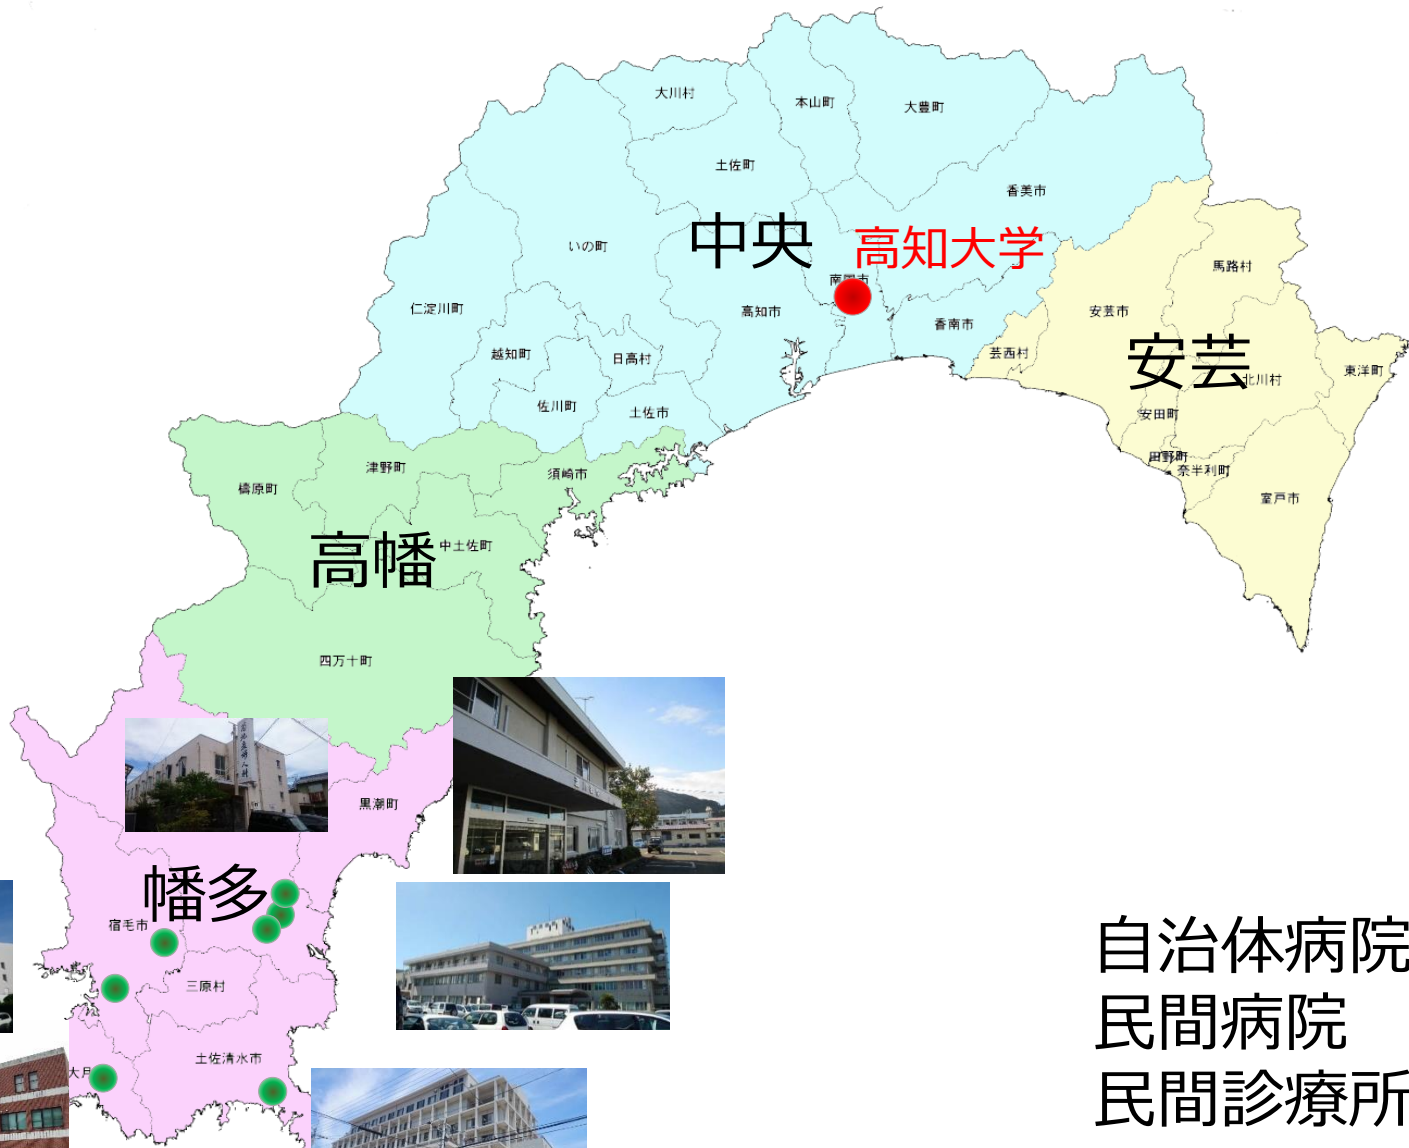 大川村
本山町
大豊町
土佐町
香美市
中央
高知大学
いの町
馬路村
南国市
仁淀川町
高知市
安芸市
香南市
越知町
日高村
芸西村
安芸
北川村
東洋町
佐川町
土佐市
安田町
田野町
奈半利町
津野町
須崎市
檮原町
室戸市
高幡
中土佐町
四万十町
黒潮町
幡多
宿毛市
三原村
土佐清水市
大月
自治体病院
民間病院
民間診療所